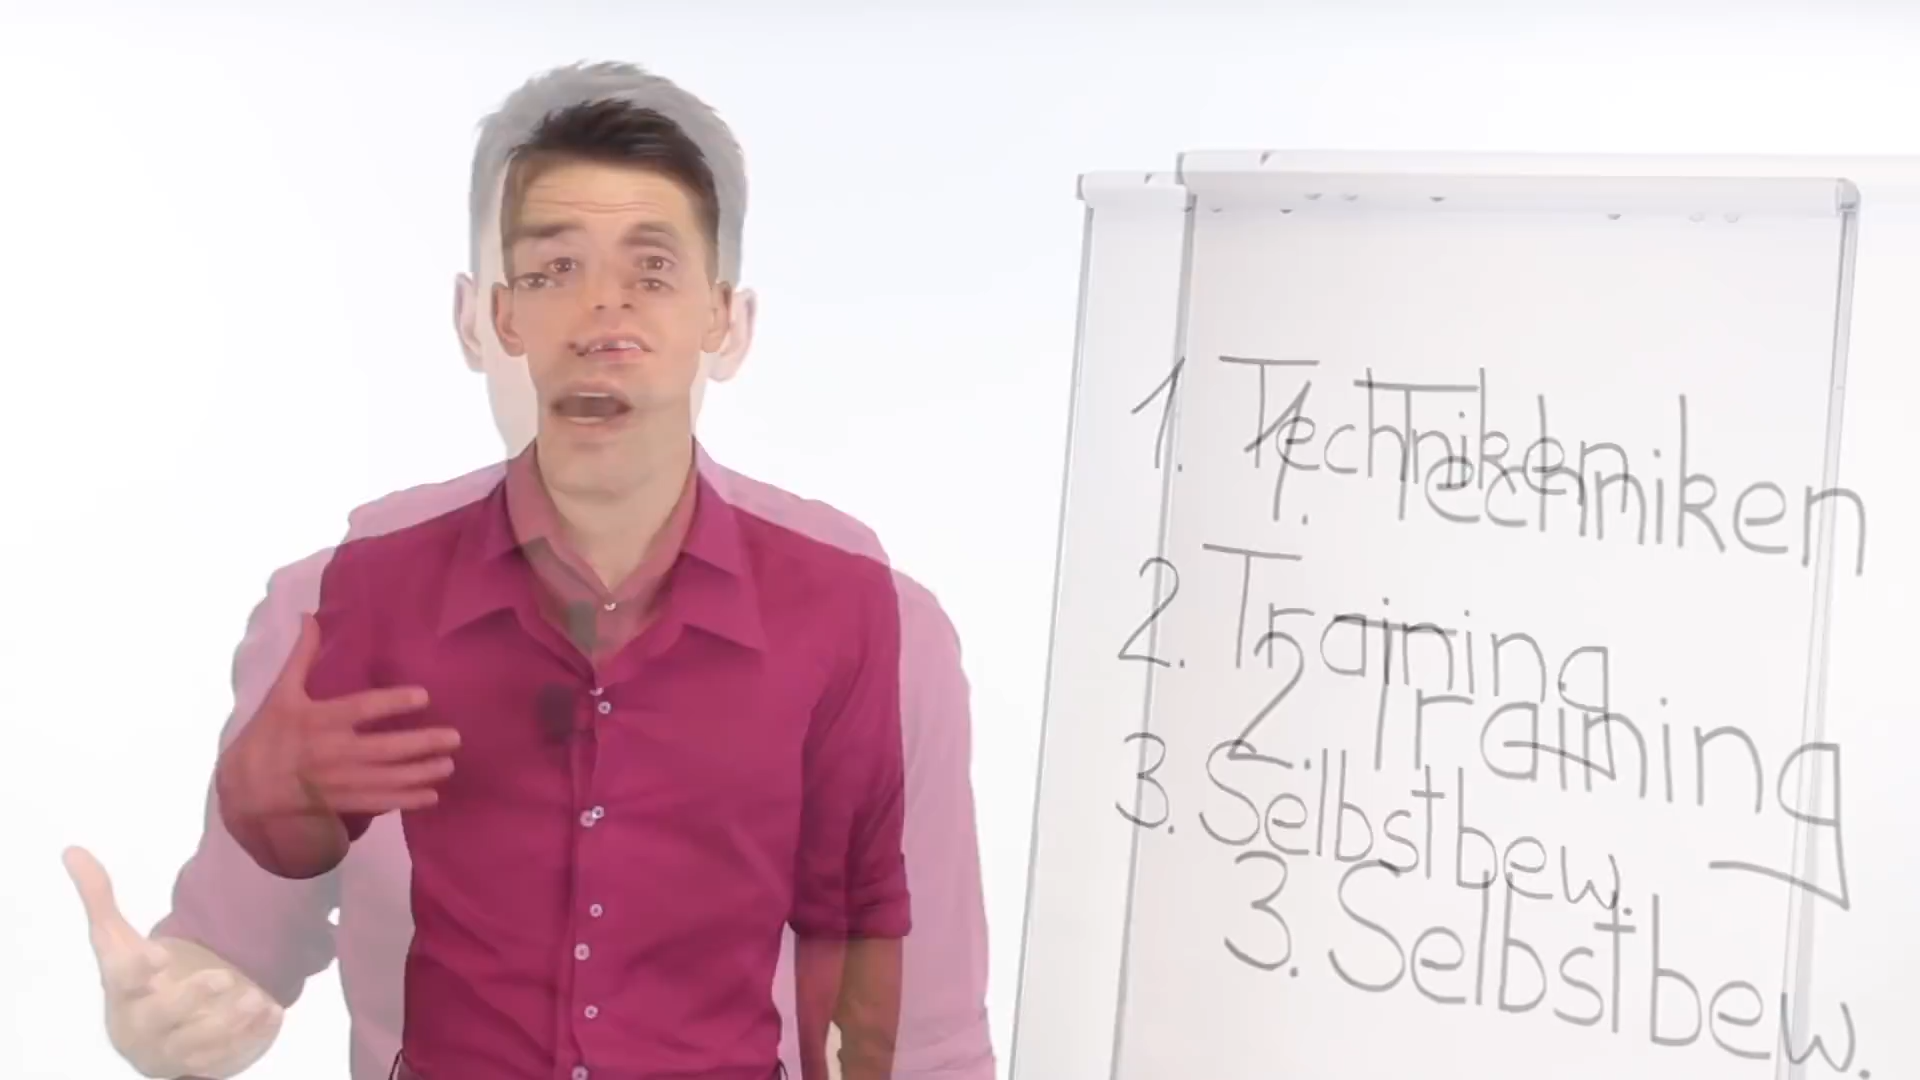 1. Techniken
1. Techniken
2. Training
2. Training
3. Selbstbew.
3. Selbstbew.